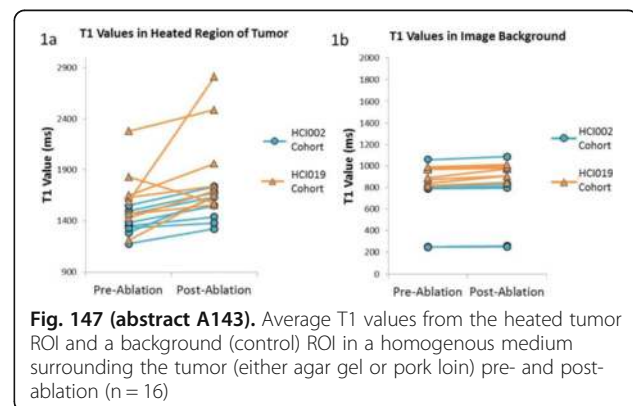 1a
T1 Values in Heated Region of Tumor
T1 Value (ms)
2900
2400
1900
1400
900
Pre-Ablation Post-Ablation
HCI002
Cohort
HCI019
Cohort
1b
T1 Values in Image Background
T1 Value (ms)
2000
1800
1600
1400
1200
1000
800
600
400
200
0
Pre-Ablation Post-Ablation
HCI002
Cohort
HCI019
Cohort
Fig. 147 (abstract A143). Average T1 values from the heated tumor
ROI and a background (control) ROI in a homogenous medium
surrounding the tumor (either agar gel or pork loin) pre- and post-
ablation (n = 16)